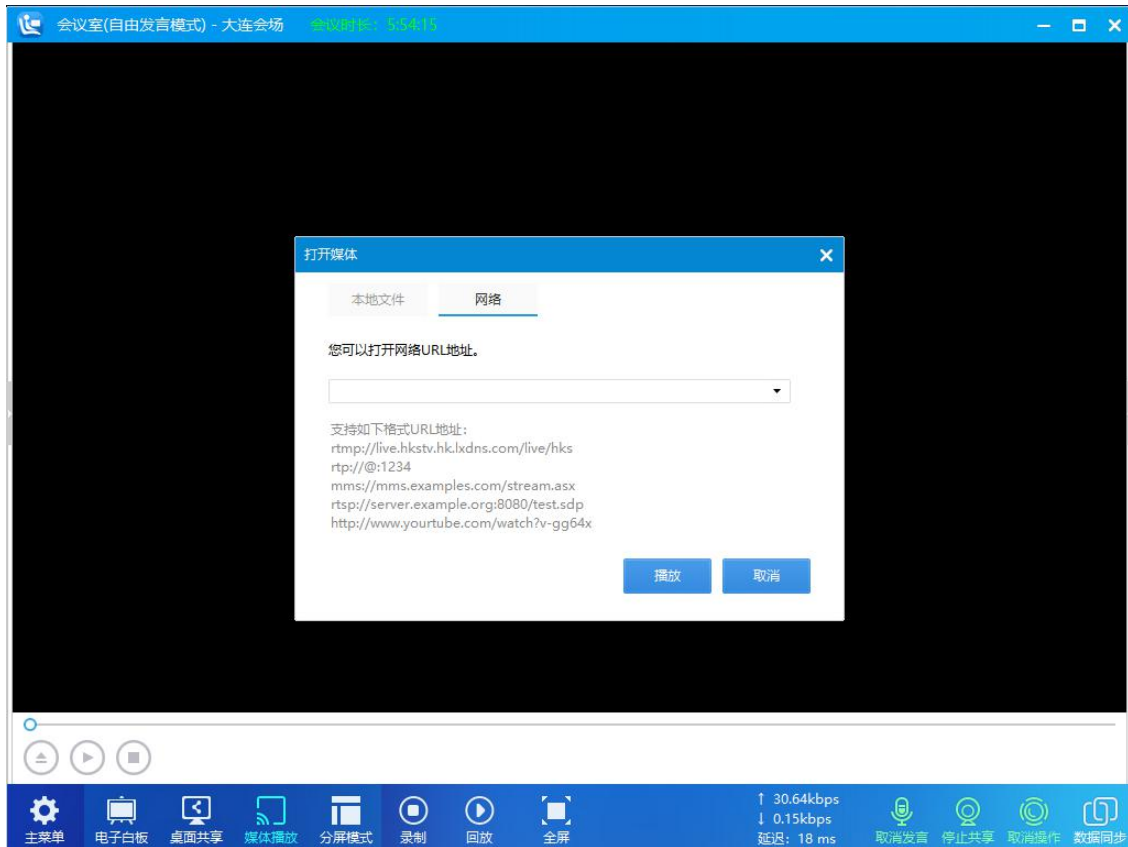 会议室(自由发言模式) - 大连会场 会议时长：5:54:15
打开媒体
本地文件 网络
您可以打开网络URL地址。
支持如下格式URL地址：
rtmp://live.hkstv.hk.lxdns.com/live/hks
rtp://@:1234
mms://mms.examples.com/stream.asx
rtsp://server.example.org:8080/test.sdp
http://www.yourtube.com/watch?v-gg64x
播放 取消
↑ 30.64kbps
↓ 0.15kbps
延迟：18 ms
主菜单 电子白板 桌面共享 媒体播放 分屏模式 录制 回放 全屏 取消发言 停止共享 取消操作 数据同步